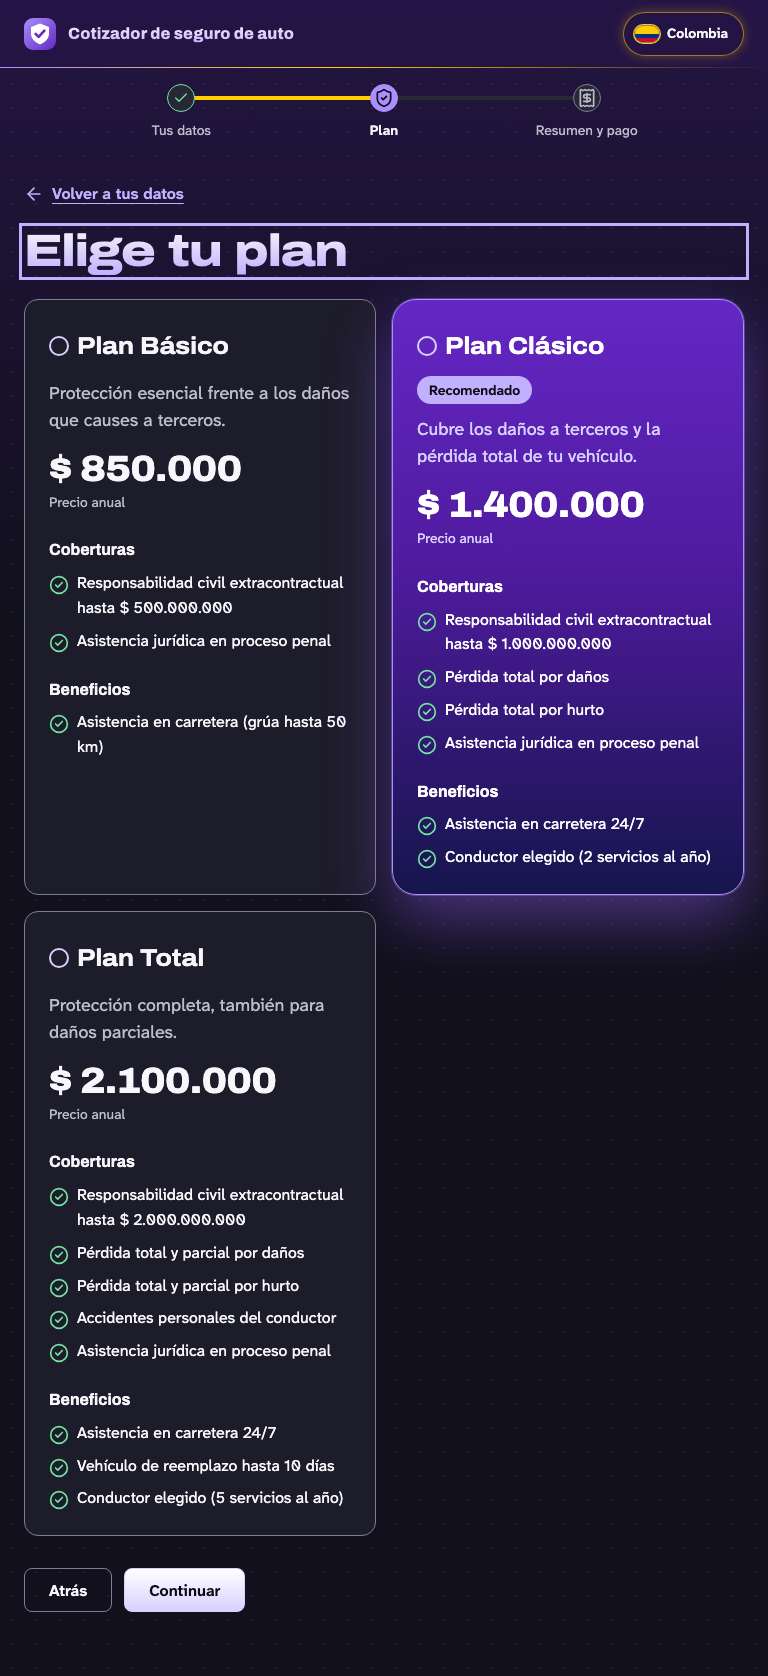 Cotizador de seguro de auto
Colombia
Tus datos
Plan
Resumen y pago
Volver a tus datos
Elige tu plan
Plan Básico
Protección esencial frente a los daños
que causes a terceros.
$ 850.000
Precio anual
Coberturas
Responsabilidad civil extracontractual
hasta $ 500.000.000
Asistencia jurídica en proceso penal
Beneficios
Asistencia en carretera (grúa hasta 50
km)
Plan Clásico
Recomendado
Cubre los daños a terceros y la
pérdida total de tu vehículo.
$ 1.400.000
Precio anual
Coberturas
Responsabilidad civil extracontractual
hasta $ 1.000.000.000
Pérdida total por daños
Pérdida total por hurto
Asistencia jurídica en proceso penal
Beneficios
Asistencia en carretera 24/7
Conductor elegido (2 servicios al año)
Plan Total
Protección completa, también para
daños parciales.
$ 2.100.000
Precio anual
Coberturas
Responsabilidad civil extracontractual
hasta $ 2.000.000.000
Pérdida total y parcial por daños
Pérdida total y parcial por hurto
Accidentes personales del conductor
Asistencia jurídica en proceso penal
Beneficios
Asistencia en carretera 24/7
Vehículo de reemplazo hasta 10 días
Conductor elegido (5 servicios al año)
Atrás
Continuar